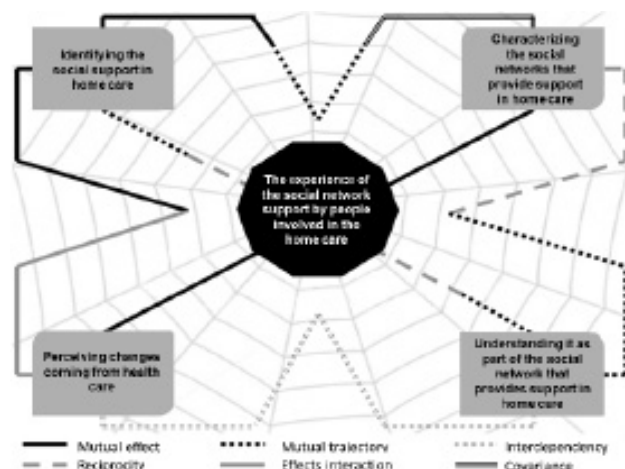 Identifying the
social support in
home care
Characterizing
the social
networks that
provide support
in home care
The experience of
the social network
support by people
involved in the
home care
Perceiving changes
coming from health
care
Understanding it as
part of the social
network that
provides support in
home care
Mutual effect
Mutual trajectory
Interdependency
Reciprocity
Effects interaction
Covariance